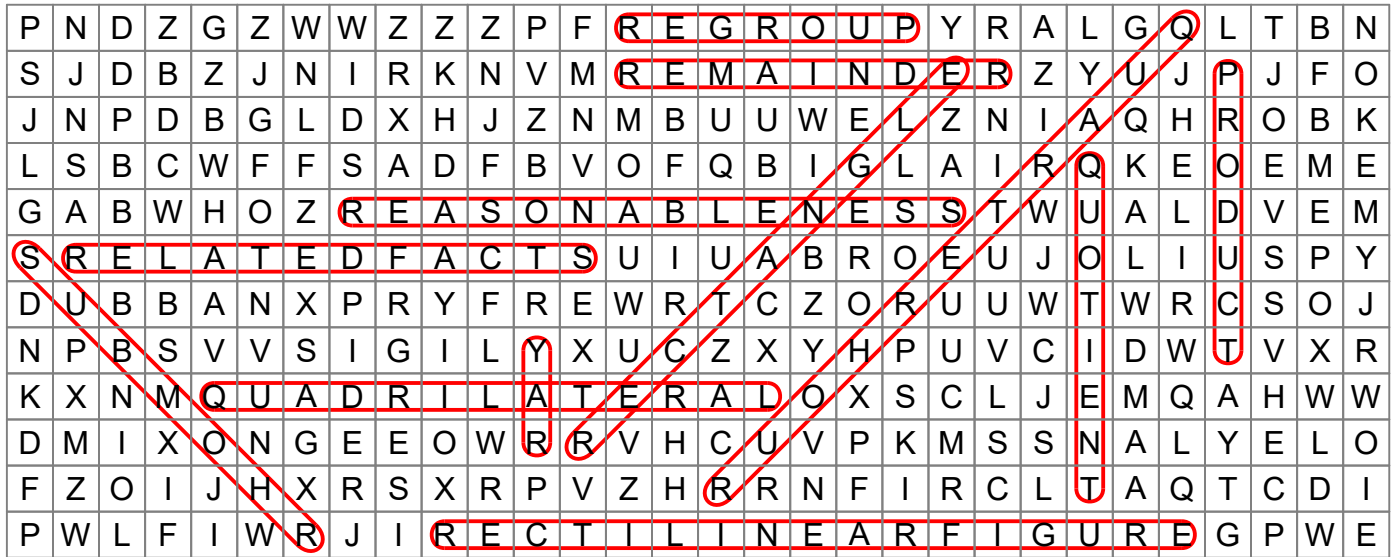 P N D Z G Z W W Z Z Z P F R E G R O U P Y R A L G Q L T B N
S J D B Z J N I R K N V M R E M A I N D E R Z Y U J P J F O
J N P D B G L D X H J Z N M B U U W E L Z N I A Q H R O B K
L S B C W F F S A D F B V O F Q B I G L A I R Q K E O E M E
G A B W H O Z R E A S O N A B L E N E S S T W U A L D V E M
S R E L A T E D F A C T S U I U A B R O E U J O L I U S P Y
D U B B A N X P R Y F R E W R T C Z O R U U W T W R C S O J
N P B S V V S I G I L Y X U C Z X Y H P U V C I D W T V X R
K X N M Q U A D R I L A T E R A L O X S C L J E M Q A H W W
D M I X O N G E E O W R R V H C U V P K M S S N A L Y E L O
F Z O I J H X R S X R P V Z H R R N F I R C L T A Q T C D I
P W L F I W R J I R E C T I L I N E A R F I G U R E G P W E